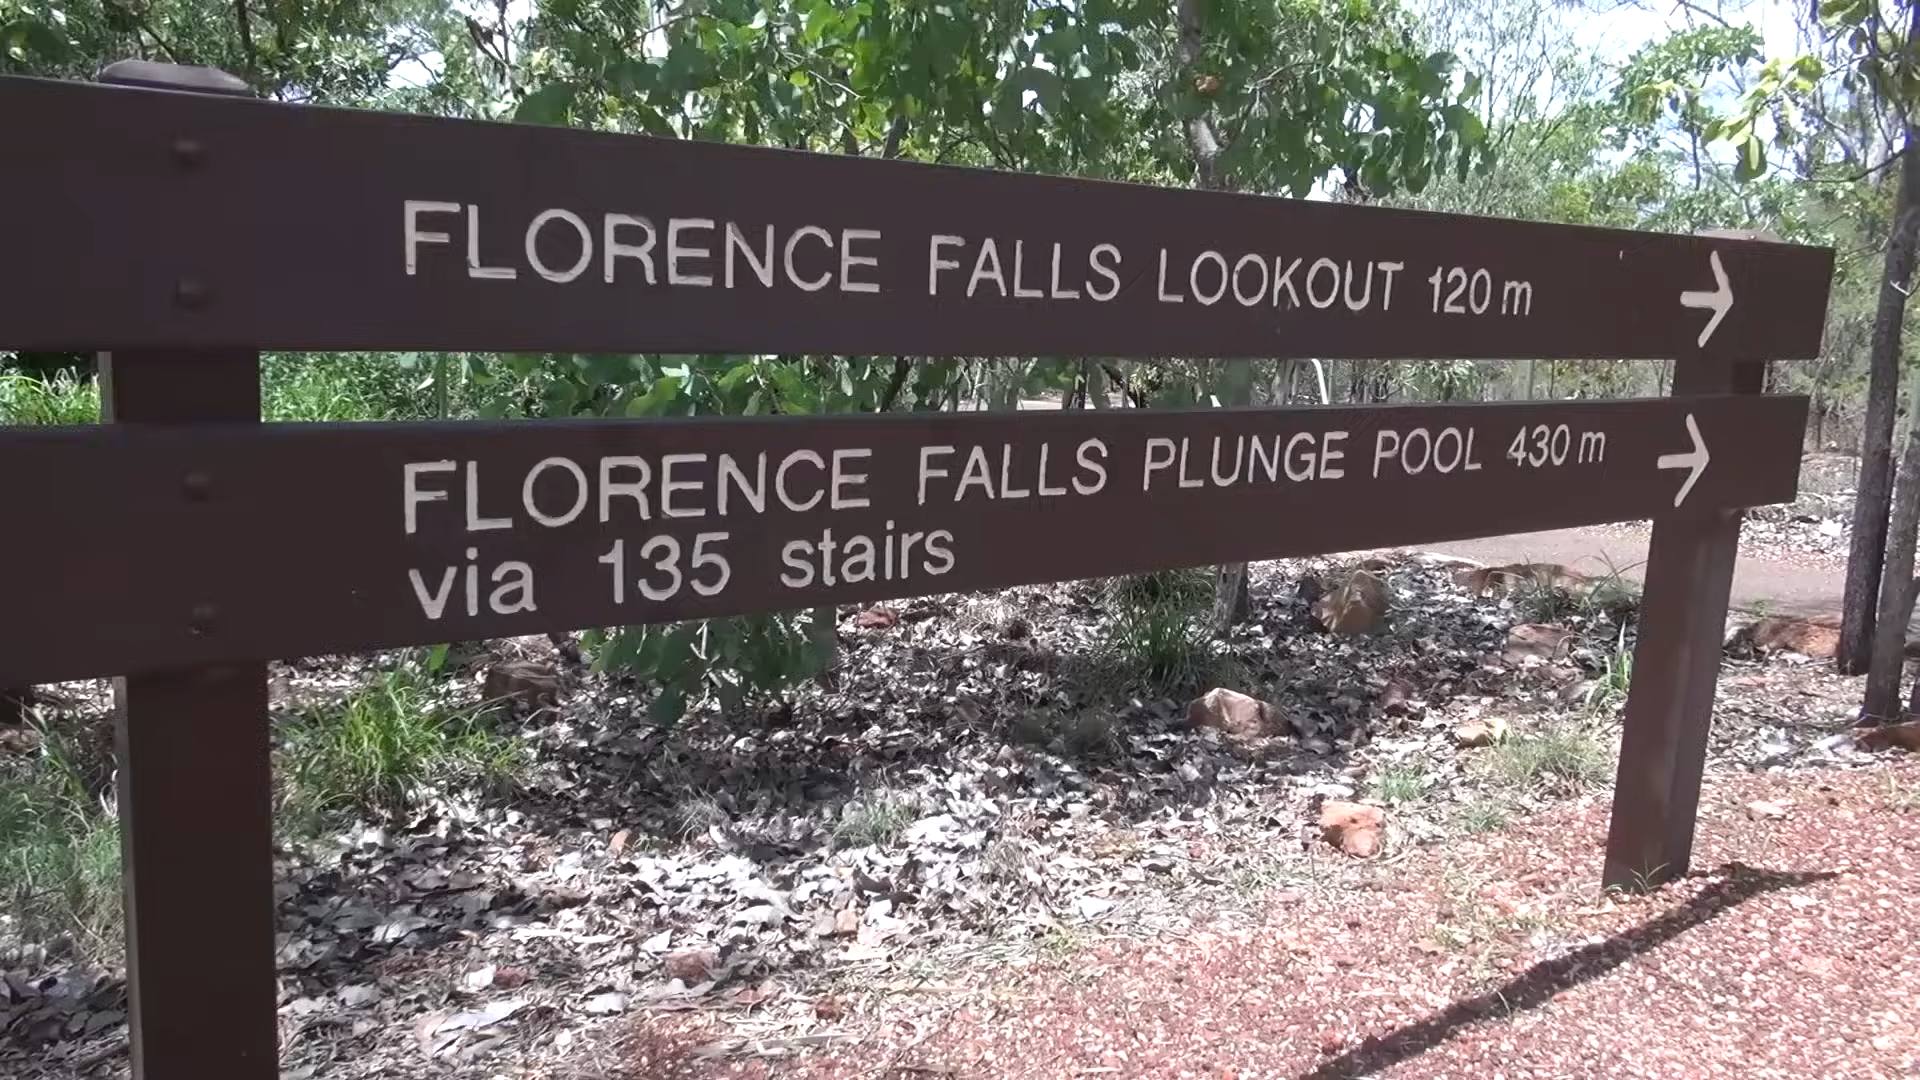 FLORENCE FALLS LOOKOUT 120 m →
FLORENCE FALLS PLUNGE POOL 430 m →
via 135 stairs